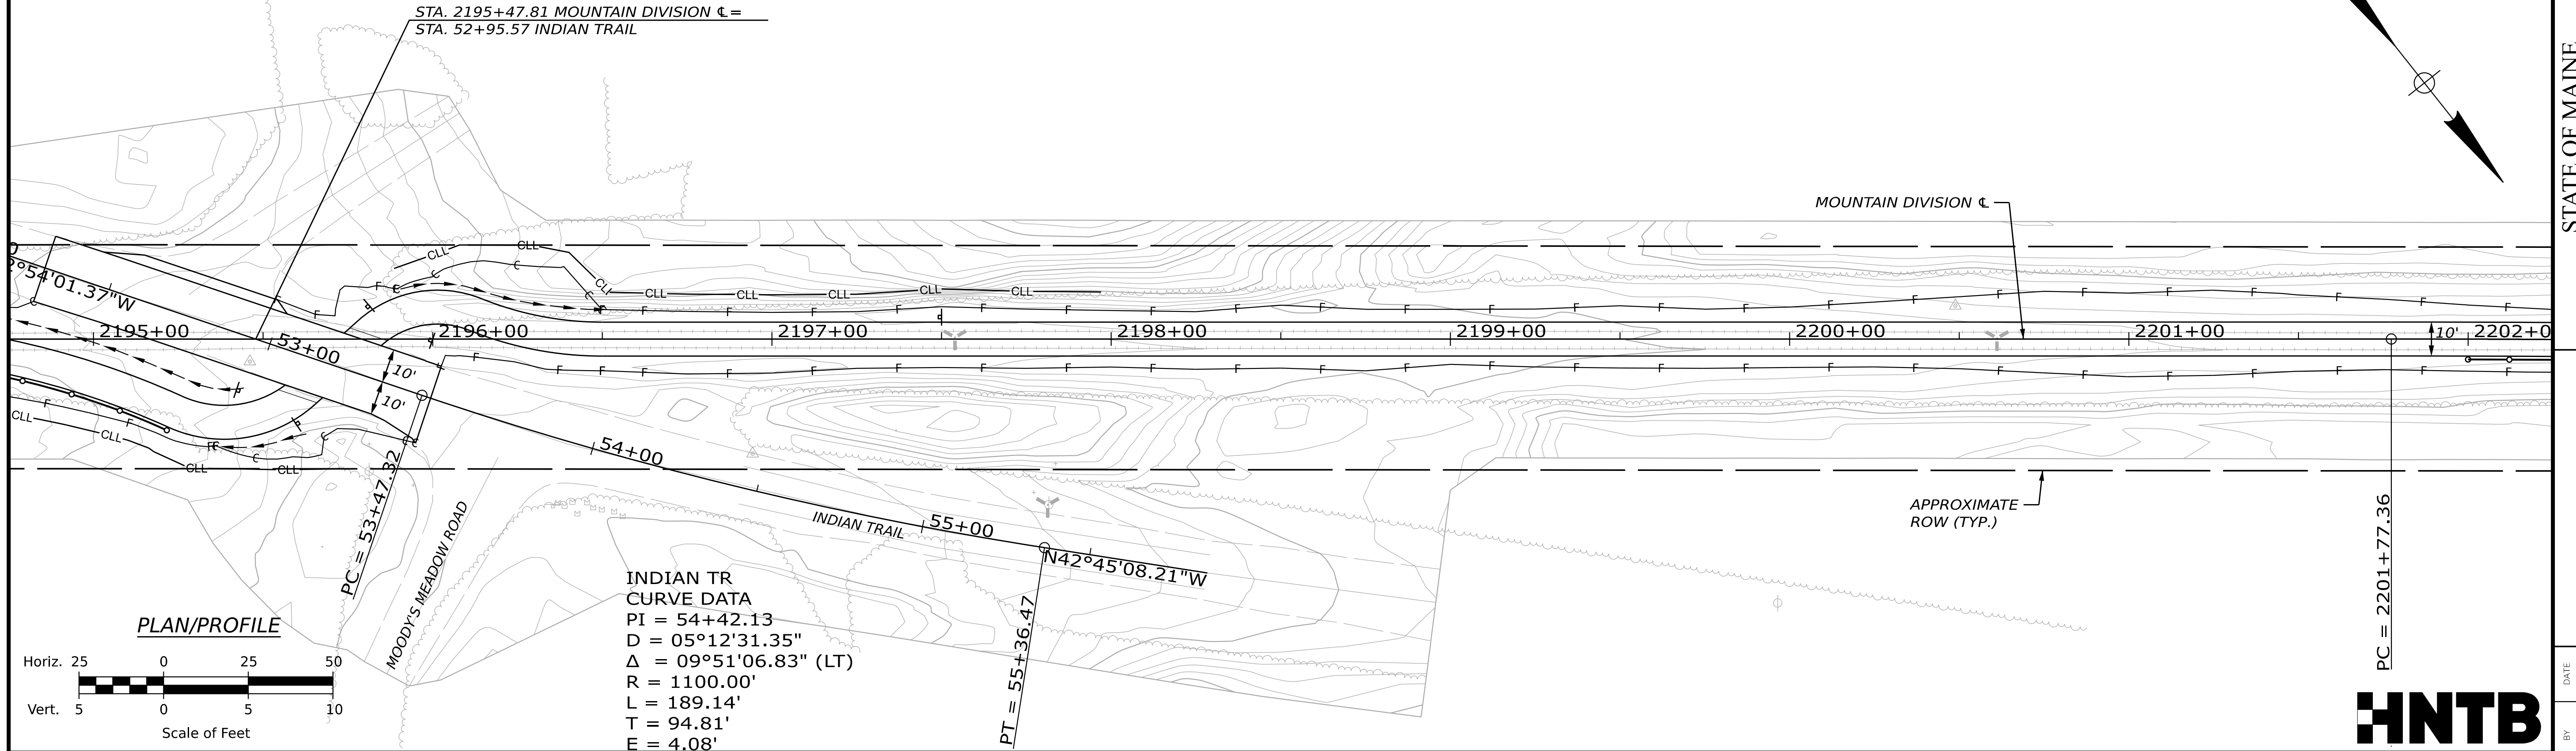 STA. 2195+47.81 MOUNTAIN DIVISION ℄ =
STA. 52+95.57 INDIAN TRAIL
STATE OF MAINE
MOUNTAIN DIVISION ℄
CLL
CLL
CLL
CLL
CLL
CLL
CLL
CLL
2°54'01.37"W
2195+00
53+00
2196+00
2197+00
2198+00
2199+00
2200+00
2201+00
2202+0
10'
10'
10'
CLL
CLL
CLL
CLL
54+00
55+00
INDIAN TRAIL
N42°45'08.21"W
APPROXIMATE
ROW (TYP.)
PC = 53+47.32
MOODY'S MEADOW ROAD
PT = 55+36.47
PC = 2201+77.36
INDIAN TR
CURVE DATA
PI = 54+42.13
D = 05°12'31.35"
Δ = 09°51'06.83" (LT)
R = 1100.00'
L = 189.14'
T = 94.81'
E = 4.08'
PLAN/PROFILE
Horiz. 25 0 25 50
Vert. 5 0 5 10
Scale of Feet
HNTB
DATE
BY